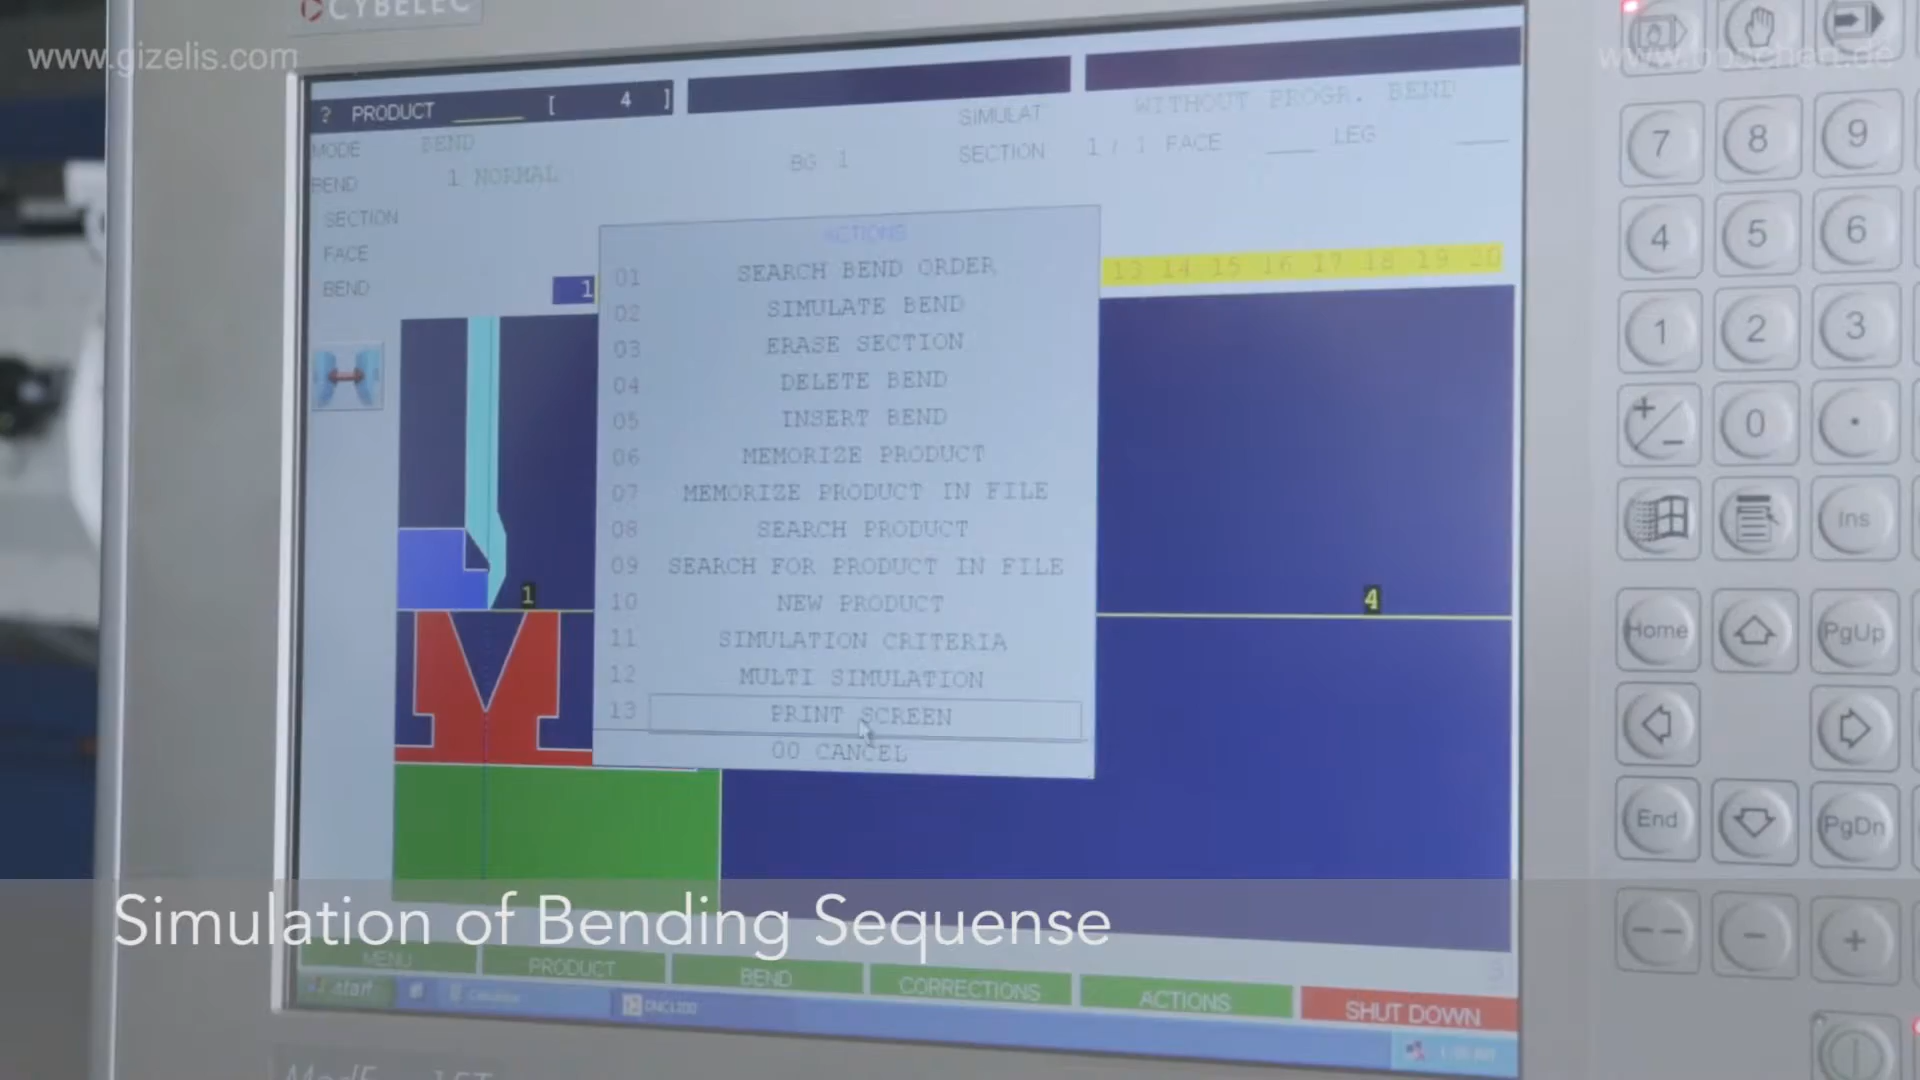 CYBELEC
www.gizelis.com
www.boschert.de
? PRODUCT [ 4 ]
MODE BEND
SIMULAT WITHOUT PROGR. BEND
BEND 1 NORMAL
BG 1
SECTION 1 / 1 FACE LEG
SECTION
FACE
BEND 1
13 14 15 16 17 18 19 20
ACTIONS
01 SEARCH BEND ORDER
02 SIMULATE BEND
03 ERASE SECTION
04 DELETE BEND
05 INSERT BEND
06 MEMORIZE PRODUCT
07 MEMORIZE PRODUCT IN FILE
08 SEARCH PRODUCT
09 SEARCH FOR PRODUCT IN FILE
10 NEW PRODUCT
11 SIMULATION CRITERIA
12 MULTI SIMULATION
13 PRINT SCREEN
00 CANCEL
1
4
Simulation of Bending Sequense
MENU PRODUCT BEND CORRECTIONS ACTIONS SHUT DOWN
start
7 8 9
4 5 6
1 2 3
+/- 0 .
Ins
Home PgUp
End PgDn
-- - +